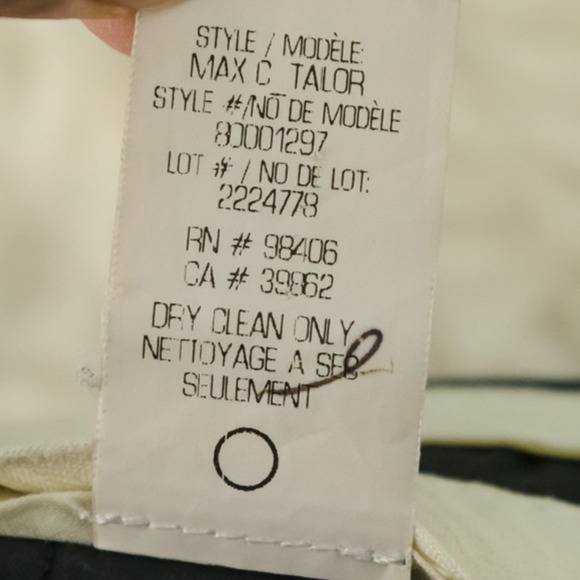 STYLE / MODÈLE:
MAX C TAILOR
STYLE #/NO DE MODÈLE
80001297
LOT # / NO DE LOT:
2224778
RN # 98406
CA # 39862
DRY CLEAN ONLY
NETTOYAGE A SEC
SEULEMENT